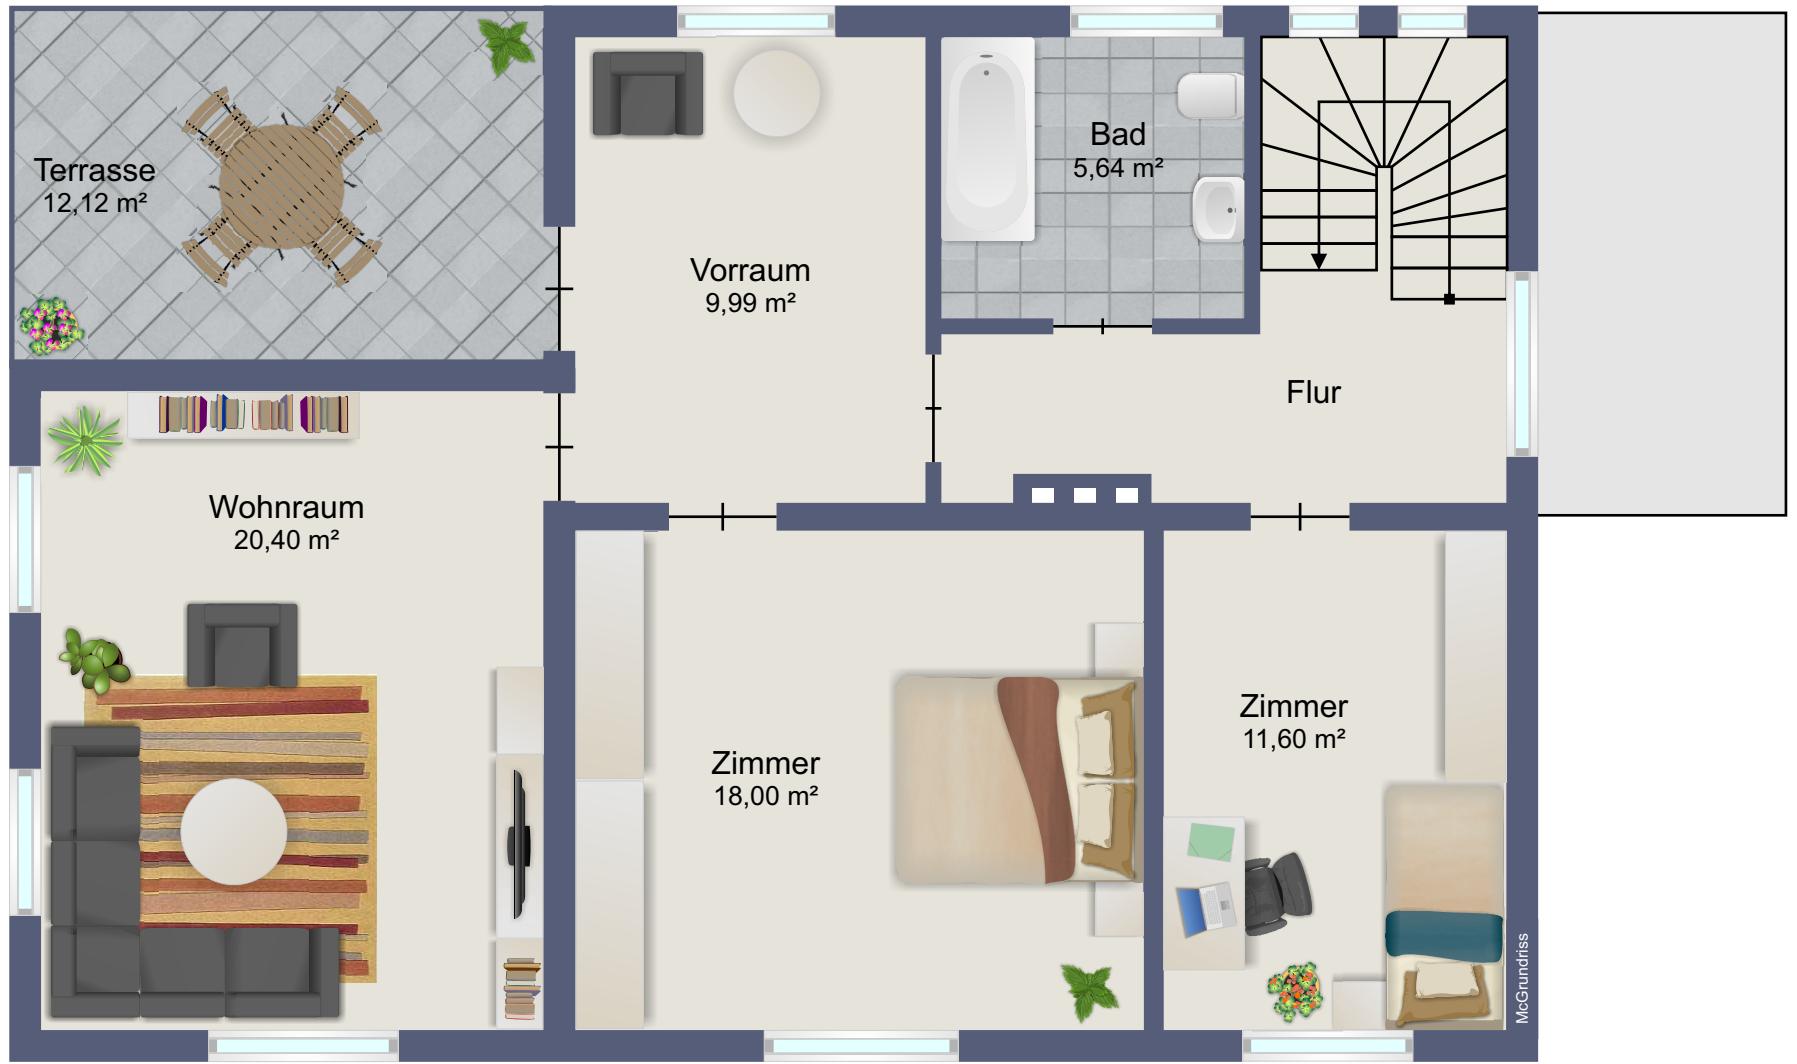 Terrasse
12,12 m²
Vorraum
9,99 m²
Bad
5,64 m²
Flur
Wohnraum
20,40 m²
Zimmer
18,00 m²
Zimmer
11,60 m²
McGrundriss